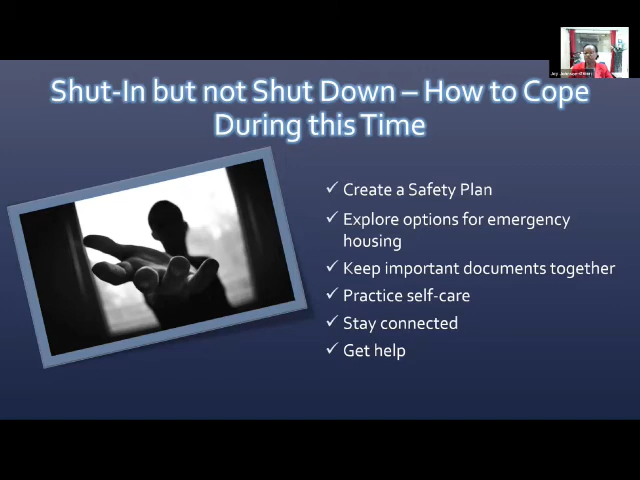 Shut-In but not Shut Down – How to Cope
During this Time
✓ Create a Safety Plan
✓ Explore options for emergency
housing
✓ Keep important documents together
✓ Practice self-care
✓ Stay connected
✓ Get help